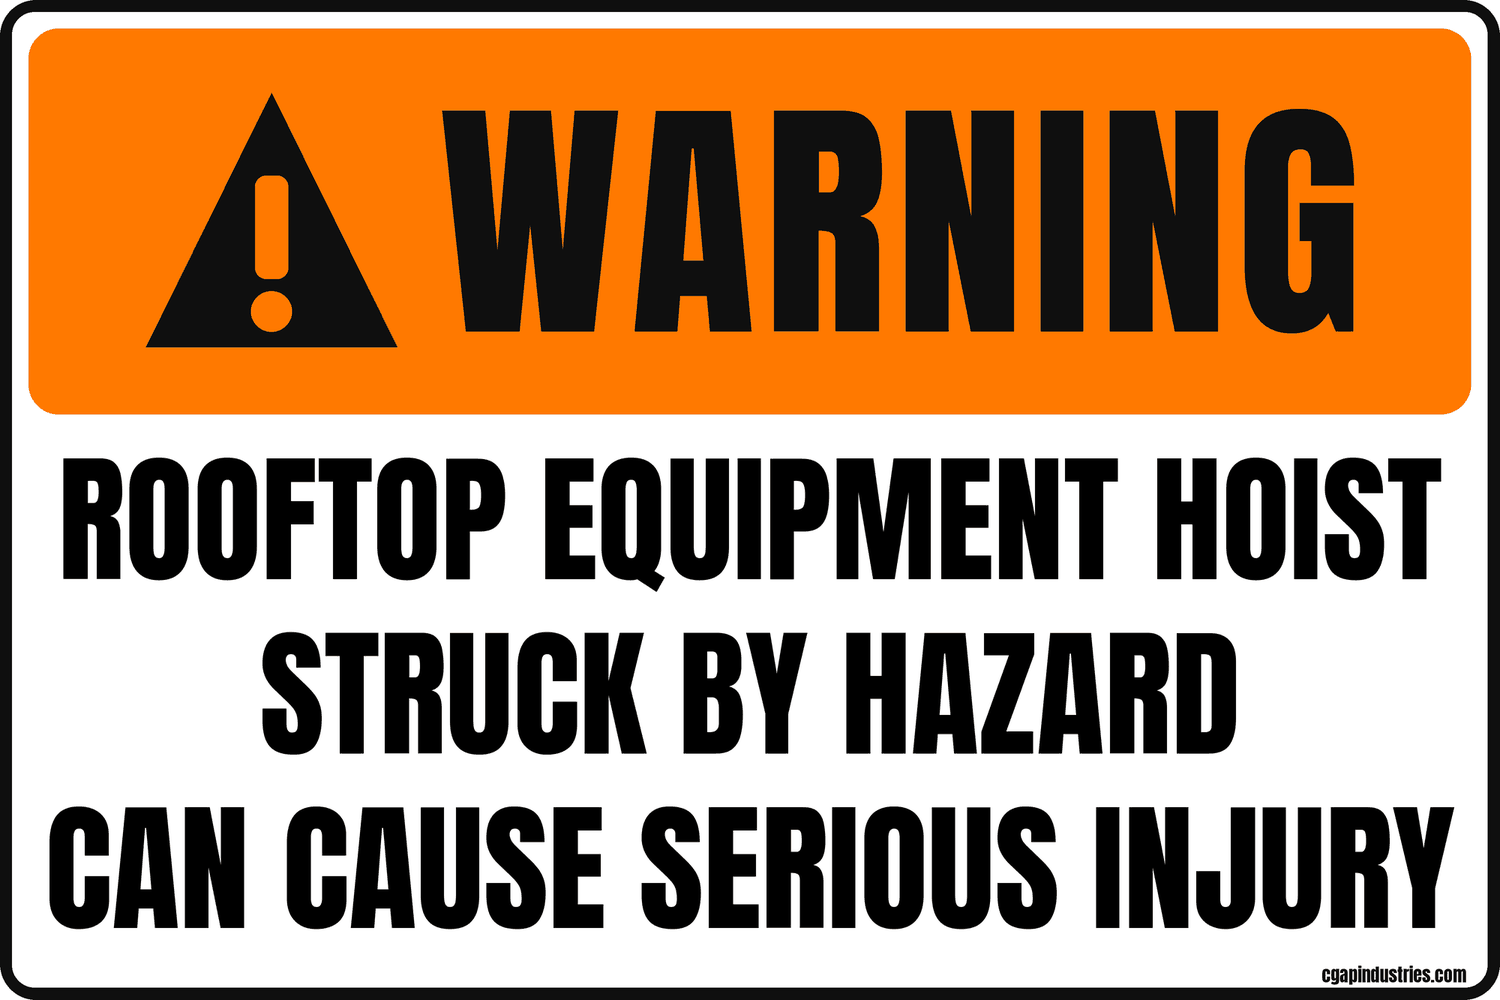 WARNING
ROOFTOP EQUIPMENT HOIST
STRUCK BY HAZARD
CAN CAUSE SERIOUS INJURY
cgapindustries.com